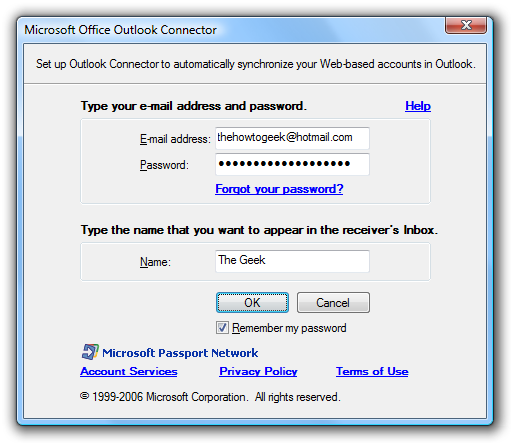 Microsoft Office Outlook Connector
Set up Outlook Connector to automatically synchronize your Web-based accounts in Outlook.
Type your e-mail address and password. Help
E-mail address: thehowtogeek@hotmail.com
Password: ●●●●●●●●●●●●●●●●●●●
Forgot your password?
Type the name that you want to appear in the receiver's Inbox.
Name: The Geek
OK Cancel
Remember my password
Microsoft Passport Network
Account Services Privacy Policy Terms of Use
© 1999-2006 Microsoft Corporation. All rights reserved.